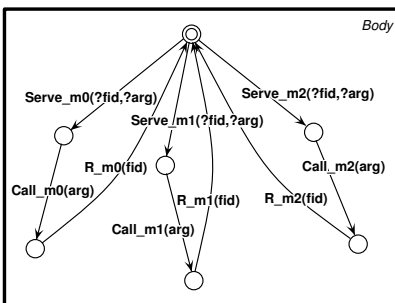 Body
Serve_m0(?fid,?arg)
Serve_m2(?fid,?arg)
Serve_m1(?fid,?arg)
R_m0(fid)
Call_m2(arg)
Call_m0(arg)
R_m1(fid)
R_m2(fid)
Call_m1(arg)